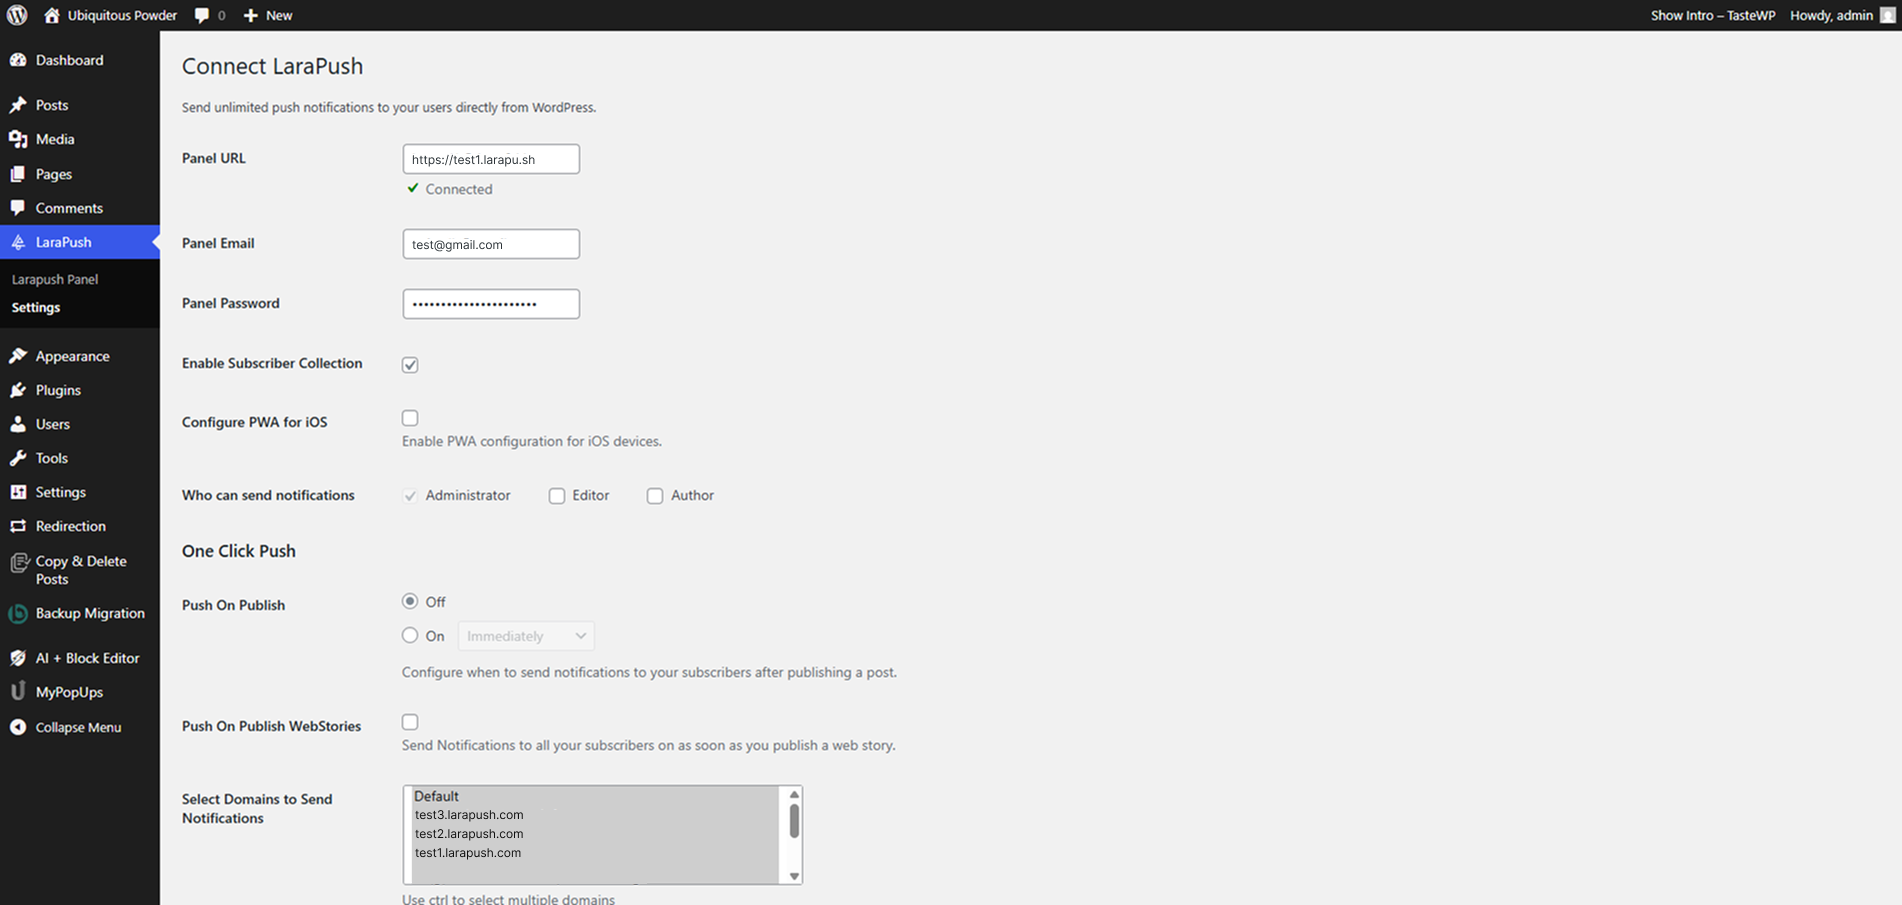 Ubiquitous Powder 0 New Show Intro – TasteWP Howdy, admin
Dashboard
Posts
Media
Pages
Comments
LaraPush
Larapush Panel
Settings
Appearance
Plugins
Users
Tools
Settings
Redirection
Copy & Delete
Posts
Backup Migration
AI + Block Editor
MyPopUps
Collapse Menu
Connect LaraPush
Send unlimited push notifications to your users directly from WordPress.
Panel URL https://test1.larapu.sh
Connected
Panel Email test@gmail.com
Panel Password ••••••••••••••••••••••
Enable Subscriber Collection
Configure PWA for iOS
Enable PWA configuration for iOS devices.
Who can send notifications Administrator Editor Author
One Click Push
Push On Publish Off
On Immediately
Configure when to send notifications to your subscribers after publishing a post.
Push On Publish WebStories
Send Notifications to all your subscribers on as soon as you publish a web story.
Select Domains to Send
Notifications
Default
test3.larapush.com
test2.larapush.com
test1.larapush.com
Use ctrl to select multiple domains